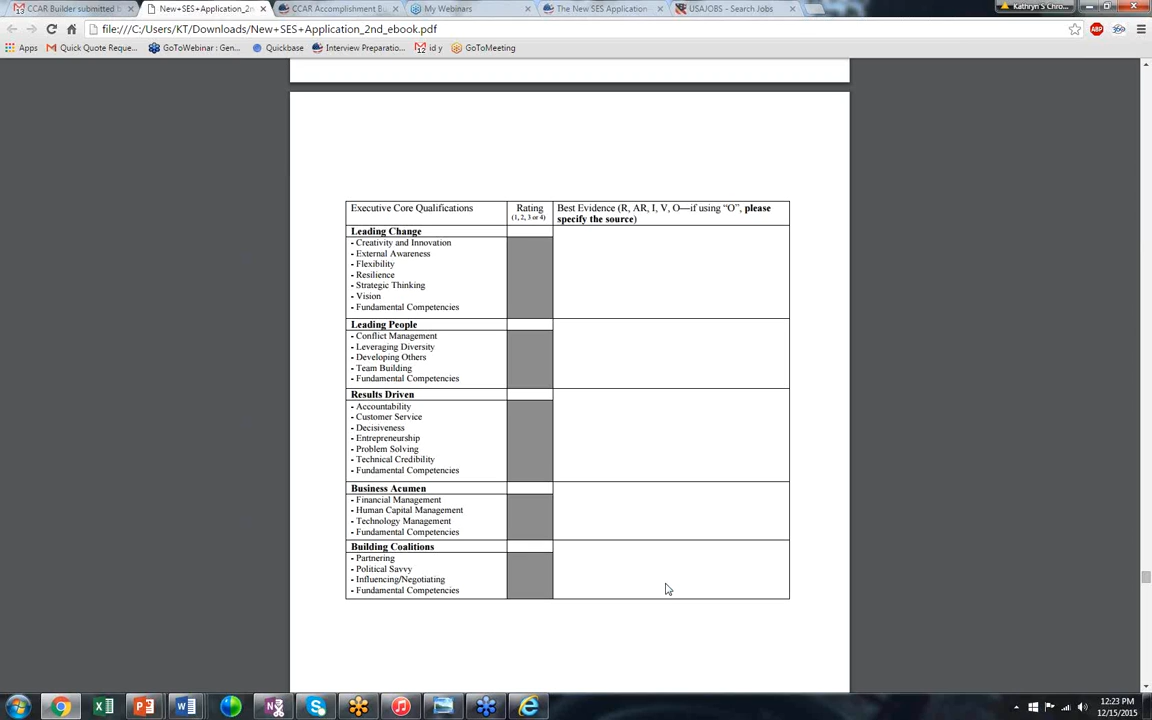 CCAR Builder submitted b
New+SES+Application_2n
CCAR Accomplishment Bu
My Webinars
The New SES Application
USAJOBS - Search Jobs
Kathryn S Chro...
file:///C:/Users/KT/Downloads/New+SES+Application_2nd_ebook.pdf
ABP
Apps
Quick Quote Reque...
GoToWebinar : Gen...
Quickbase
Interview Preparatio...
id y
GoToMeeting
Executive Core Qualifications
Rating
(1, 2, 3 or 4)
Best Evidence (R, AR, I, V, O—if using “O”, please
specify the source)
Leading Change
- Creativity and Innovation
- External Awareness
- Flexibility
- Resilience
- Strategic Thinking
- Vision
- Fundamental Competencies
Leading People
- Conflict Management
- Leveraging Diversity
- Developing Others
- Team Building
- Fundamental Competencies
Results Driven
- Accountability
- Customer Service
- Decisiveness
- Entrepreneurship
- Problem Solving
- Technical Credibility
- Fundamental Competencies
Business Acumen
- Financial Management
- Human Capital Management
- Technology Management
- Fundamental Competencies
Building Coalitions
- Partnering
- Political Savvy
- Influencing/Negotiating
- Fundamental Competencies
12:23 PM
12/15/2015